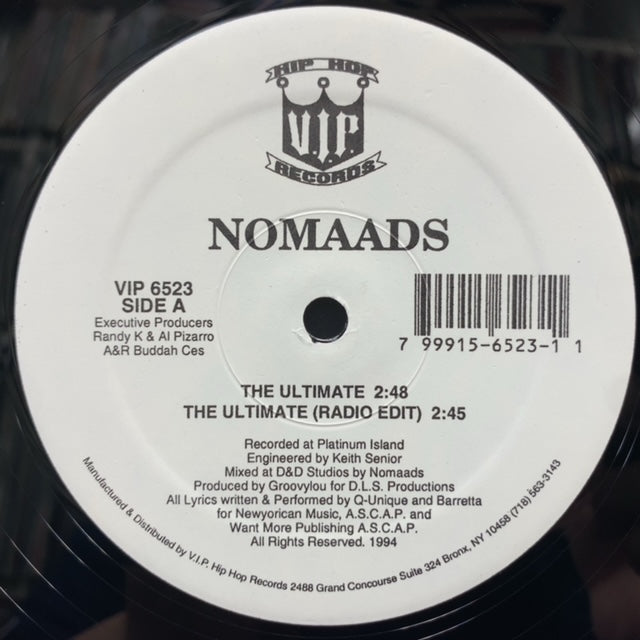 HIP HOP
V.I.P.
RECORDS
NOMAADS
VIP 6523
SIDE A
Executive Producers
Randy K & Al Pizarro
A&R Buddah Ces
7 99915-6523-1 1
THE ULTIMATE 2:48
THE ULTIMATE (RADIO EDIT) 2:45
Recorded at Platinum Island
Engineered by Keith Senior
Mixed at D&D Studios by Nomaads
Produced by Groovylou for D.L.S. Productions
All Lyrics written & Performed by Q-Unique and Barretta
for Newyorican Music, A.S.C.A.P. and
Want More Publishing A.S.C.A.P.
All Rights Reserved. 1994
Manufactured & Distributed by V.I.P. Hip Hop Records 2488 Grand Concourse Suite 324 Bronx, NY 10458 (718) 563-3143